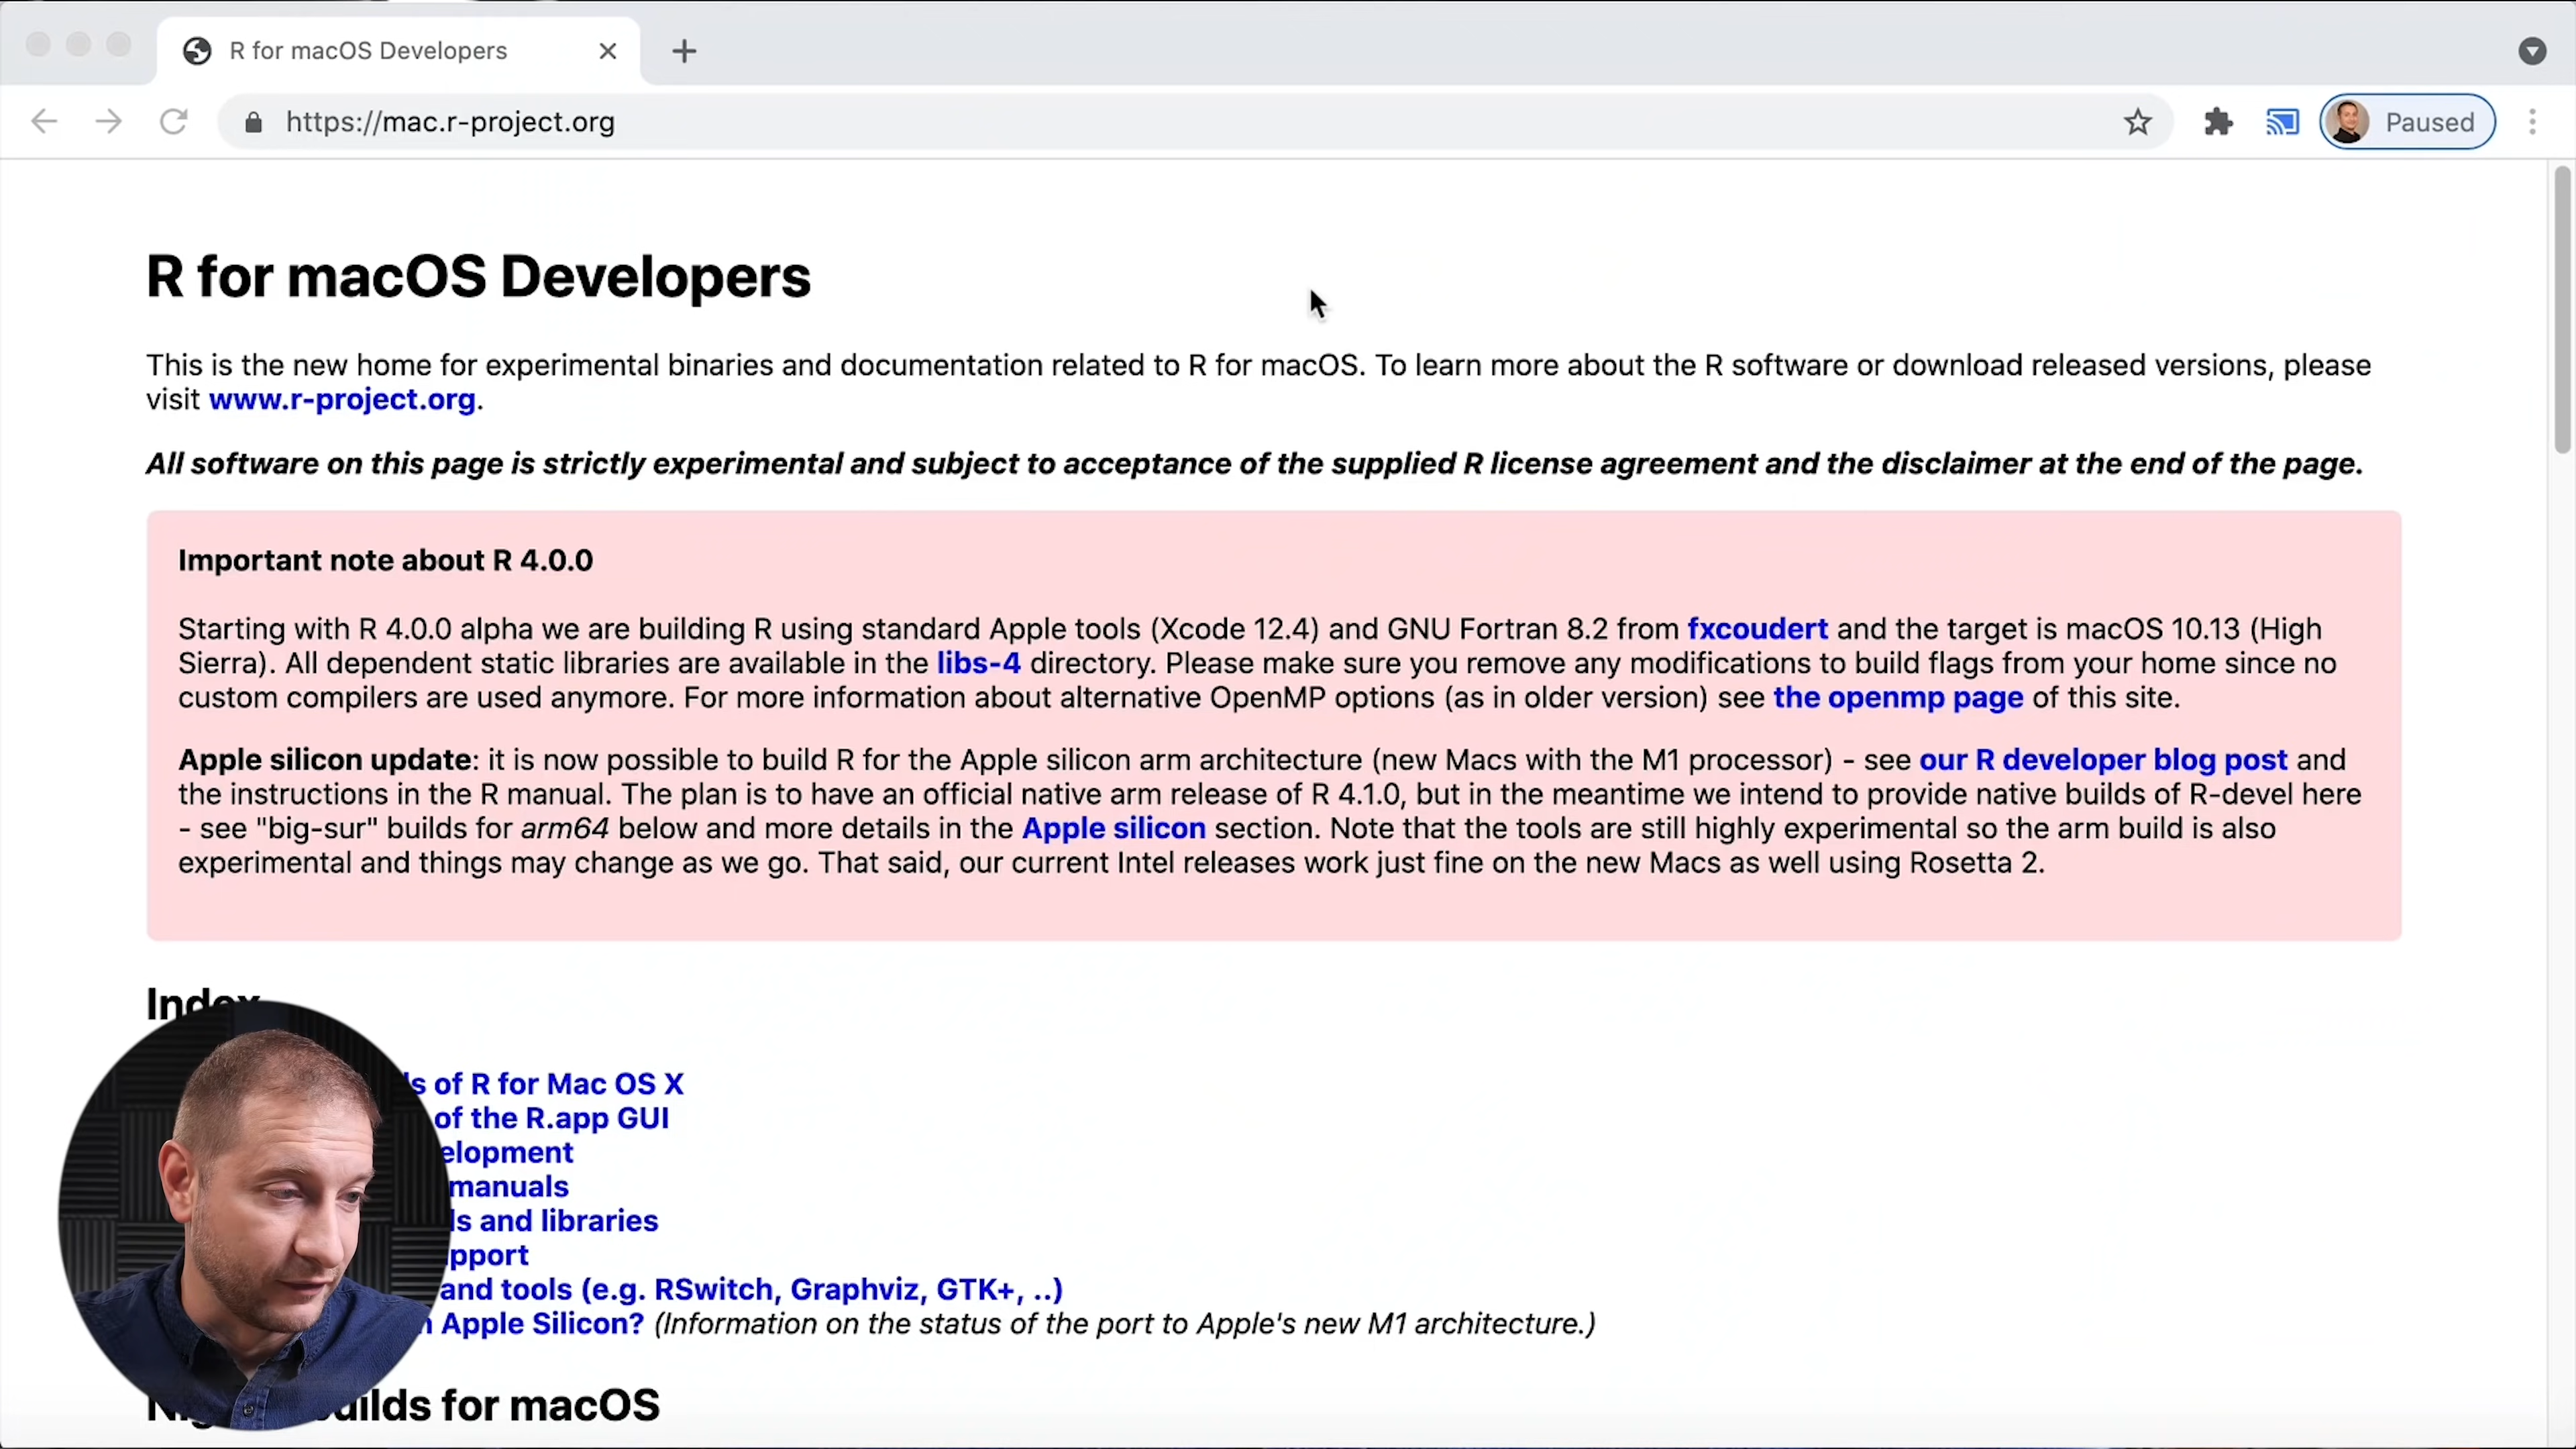 R for macOS Developers
https://mac.r-project.org
Paused
R for macOS Developers
This is the new home for experimental binaries and documentation related to R for macOS. To learn more about the R software or download released versions, please
visit www.r-project.org.
All software on this page is strictly experimental and subject to acceptance of the supplied R license agreement and the disclaimer at the end of the page.
Important note about R 4.0.0
Starting with R 4.0.0 alpha we are building R using standard Apple tools (Xcode 12.4) and GNU Fortran 8.2 from fxcoudert and the target is macOS 10.13 (High
Sierra). All dependent static libraries are available in the libs-4 directory. Please make sure you remove any modifications to build flags from your home since no
custom compilers are used anymore. For more information about alternative OpenMP options (as in older version) see the openmp page of this site.
Apple silicon update: it is now possible to build R for the Apple silicon arm architecture (new Macs with the M1 processor) - see our R developer blog post and
the instructions in the R manual. The plan is to have an official native arm release of R 4.1.0, but in the meantime we intend to provide native builds of R-devel here
- see "big-sur" builds for arm64 below and more details in the Apple silicon section. Note that the tools are still highly experimental so the arm build is also
experimental and things may change as we go. That said, our current Intel releases work just fine on the new Macs as well using Rosetta 2.
Index
of R for Mac OS X
of the R.app GUI
manuals
and libraries
and tools (e.g. RSwitch, Graphviz, GTK+, ..)
Apple Silicon? (Information on the status of the port to Apple's new M1 architecture.)
for macOS